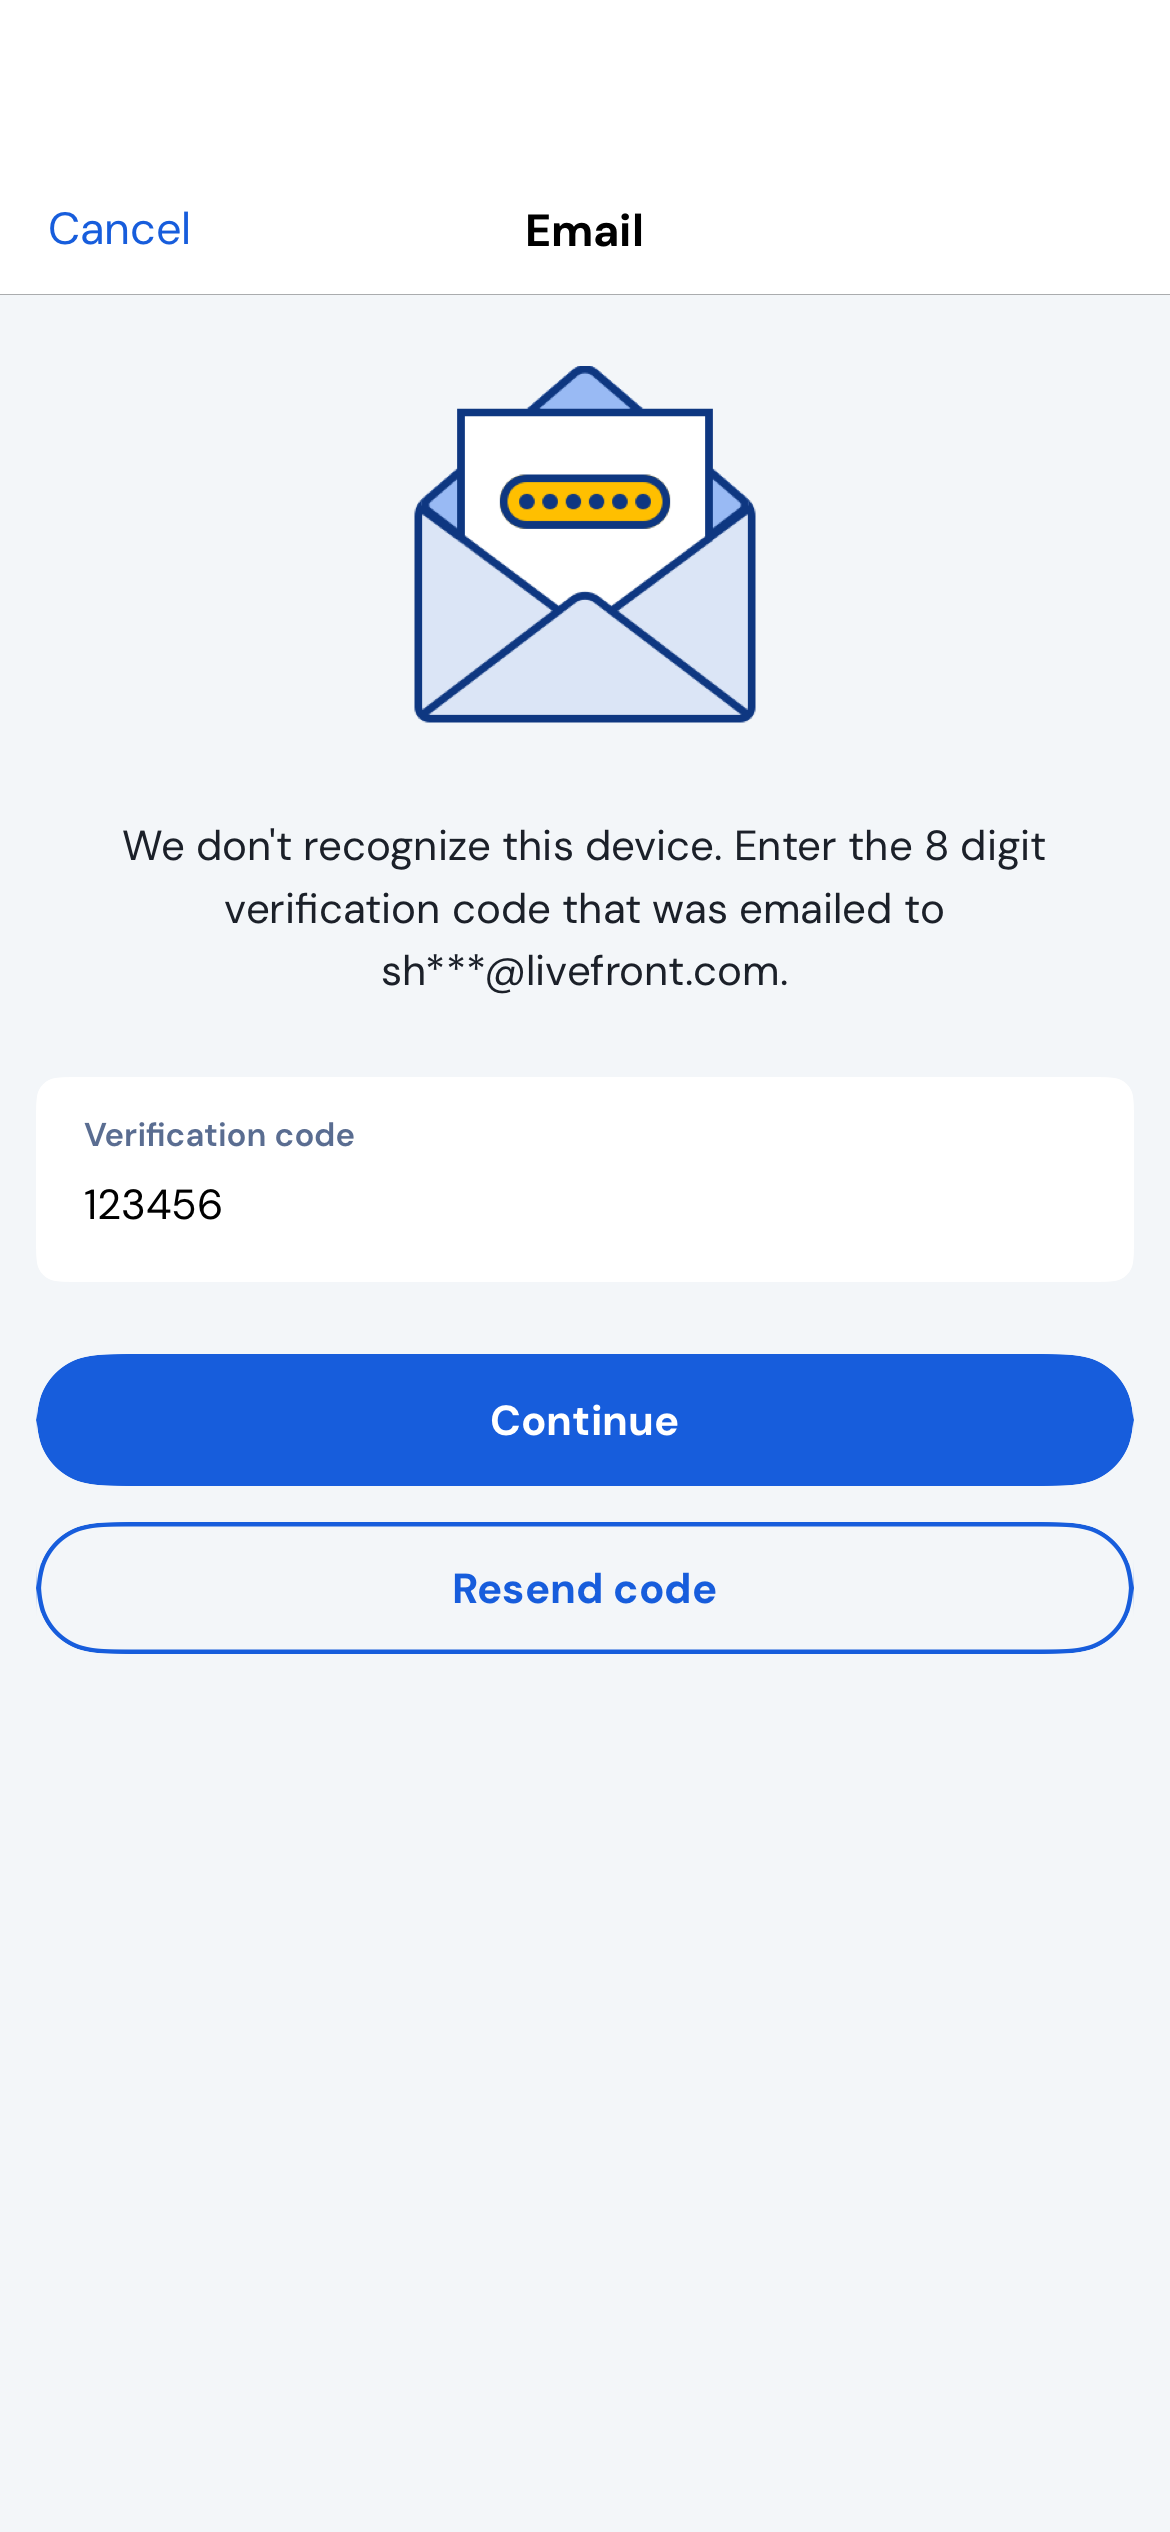 Cancel
Email
We don't recognize this device. Enter the 8 digit
verification code that was emailed to
sh***@livefront.com.
Verification code
123456
Continue
Resend code